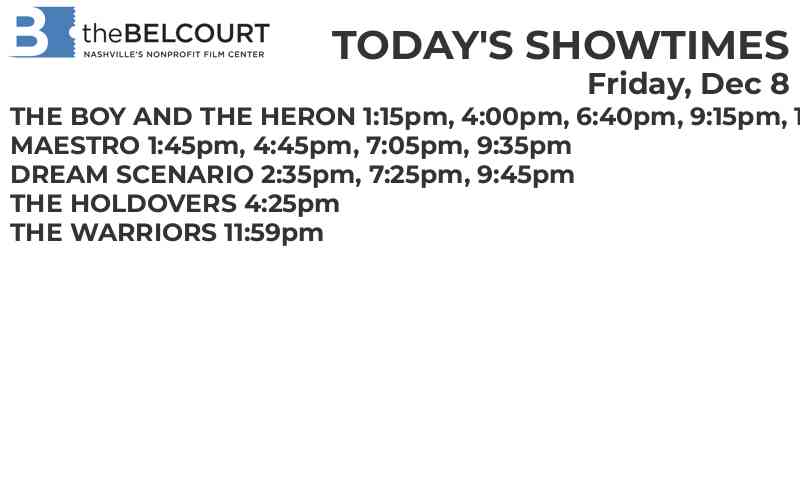 B theBELCOURT
NASHVILLE'S NONPROFIT FILM CENTER
TODAY'S SHOWTIMES
Friday, Dec 8
THE BOY AND THE HERON 1:15pm, 4:00pm, 6:40pm, 9:15pm,
MAESTRO 1:45pm, 4:45pm, 7:05pm, 9:35pm
DREAM SCENARIO 2:35pm, 7:25pm, 9:45pm
THE HOLDOVERS 4:25pm
THE WARRIORS 11:59pm